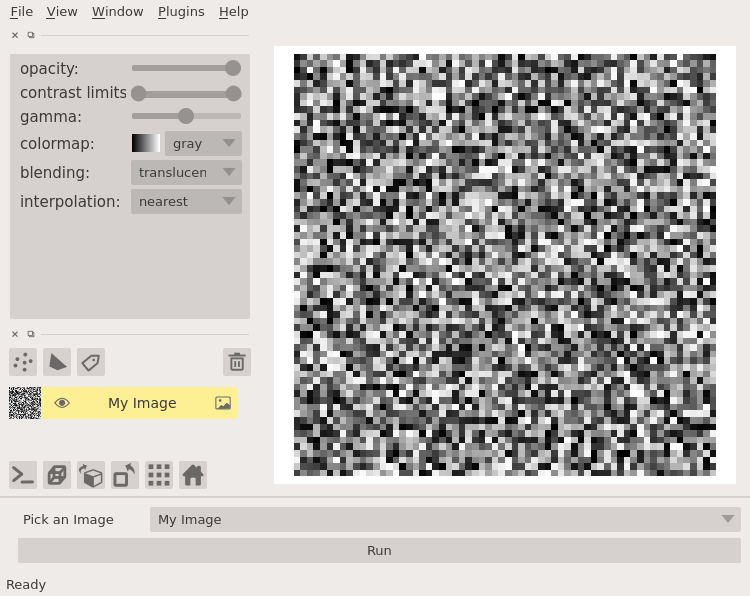 File View Window Plugins Help
opacity:
contrast limits
gamma:
colormap: gray
blending: translucen
interpolation: nearest
My Image
Pick an Image My Image
Run
Ready